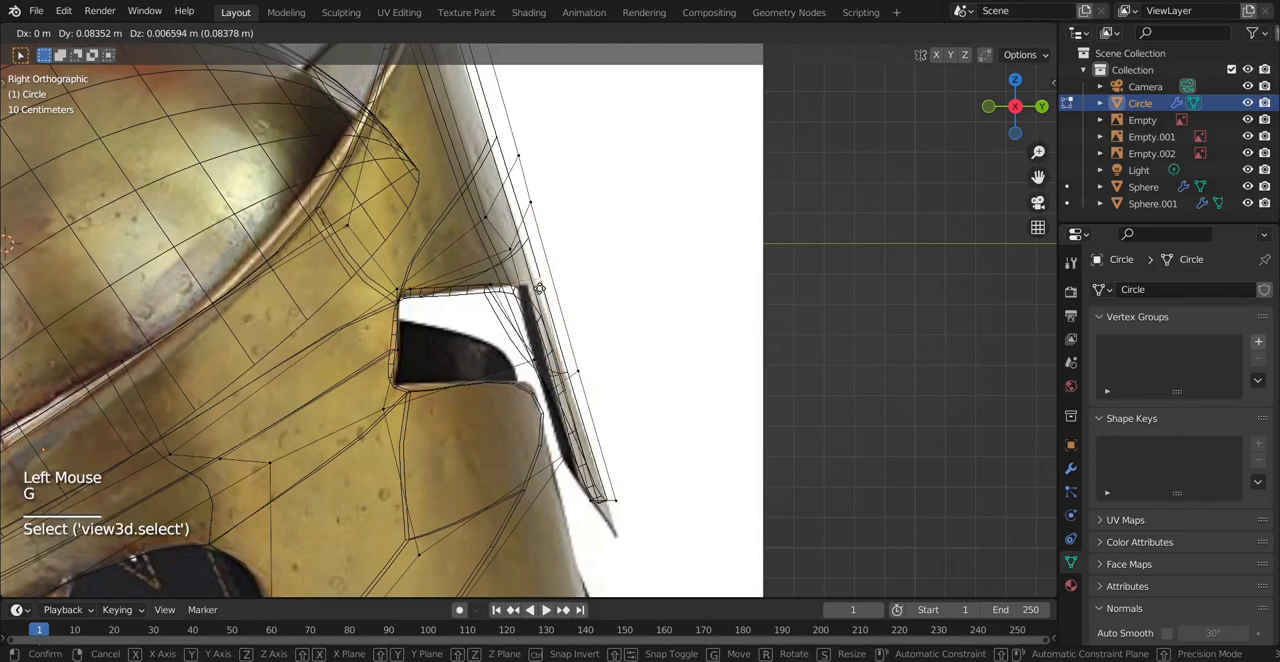 File Edit Render Window Help Layout Modeling Sculpting UV Editing Texture Paint Shading Animation Rendering Compositing Geometry Nodes Scripting + Scene ViewLayer
Dx: 0 m Dy: 0.08352 m Dz: 0.006594 m (0.08378 m)
X Y Z Options
Right Orthographic
(1) Circle
10 Centimeters
Z
X
Y
Left Mouse
G
Select ('view3d.select')
Scene Collection
Collection
Camera
Circle
Empty
Empty.001
Empty.002
Light
Sphere
Sphere.001
Circle > Circle
Circle
Vertex Groups
Shape Keys
UV Maps
Color Attributes
Face Maps
Attributes
Normals
Auto Smooth 30°
Playback Keying View Marker 1 Start 1 End 250
1 10 20 30 40 50 60 70 80 90 100 110 120 130 140 150 160 170 180 190 200 210 220 230 240 250
Confirm Cancel X X Axis Y Y Axis Z Z Axis X X Plane Y Y Plane Z Z Plane Ctrl Snap Invert Snap Toggle G Move R Rotate S Resize Automatic Constraint Automatic Constraint Plane Precision Mode